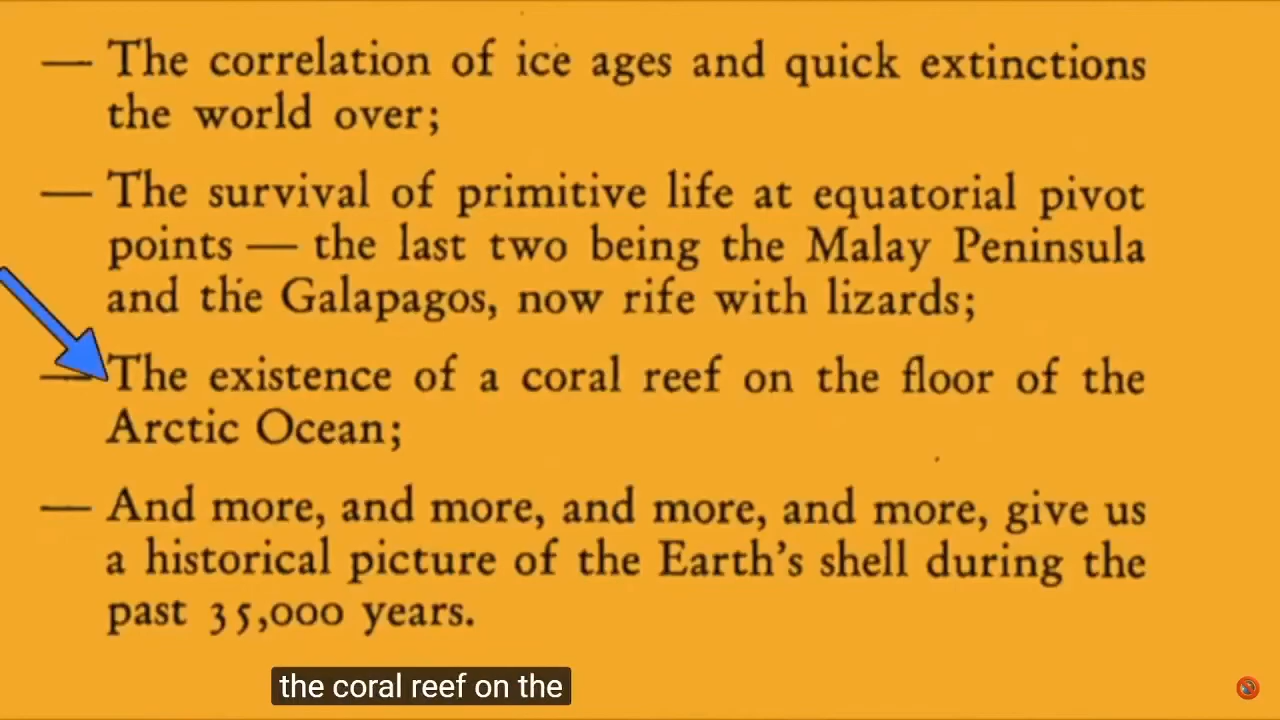 — The correlation of ice ages and quick extinctions
the world over;
— The survival of primitive life at equatorial pivot
points — the last two being the Malay Peninsula
and the Galapagos, now rife with lizards;
— The existence of a coral reef on the floor of the
Arctic Ocean;
— And more, and more, and more, and more, give us
a historical picture of the Earth's shell during the
past 35,000 years.
the coral reef on the